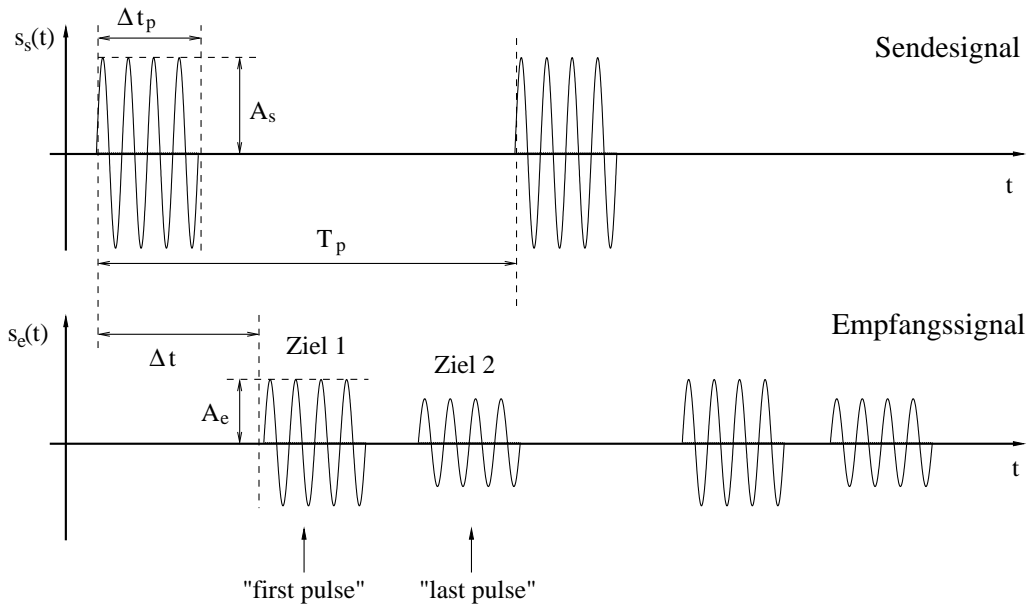 Δtₚ
sₛ(t)
Sendesignal
Aₛ
t
Tₚ
sₑ(t)
Empfangssignal
Δt
Ziel 1
Ziel 2
Aₑ
t
"first pulse"
"last pulse"